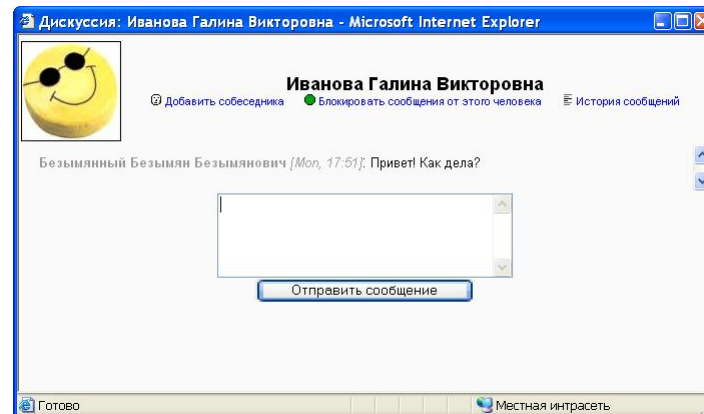 Дискуссия: Иванова Галина Викторовна - Microsoft Internet Explorer
Иванова Галина Викторовна
Добавить собеседника Блокировать сообщения от этого человека История сообщений
Безымянный Безымян Безымянович [Mon, 17:51]: Привет! Как дела?
Отправить сообщение
Готово Местная интрасеть